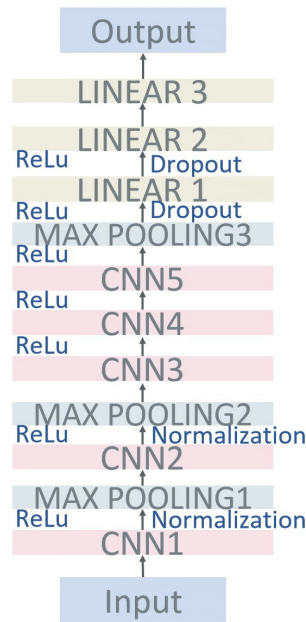 Output
LINEAR 3
LINEAR 2
ReLu Dropout
LINEAR 1
ReLu Dropout
MAX POOLING3
ReLu
CNN5
ReLu
CNN4
ReLu
CNN3
MAX POOLING2
ReLu Normalization
CNN2
MAX POOLING1
ReLu Normalization
CNN1
Input